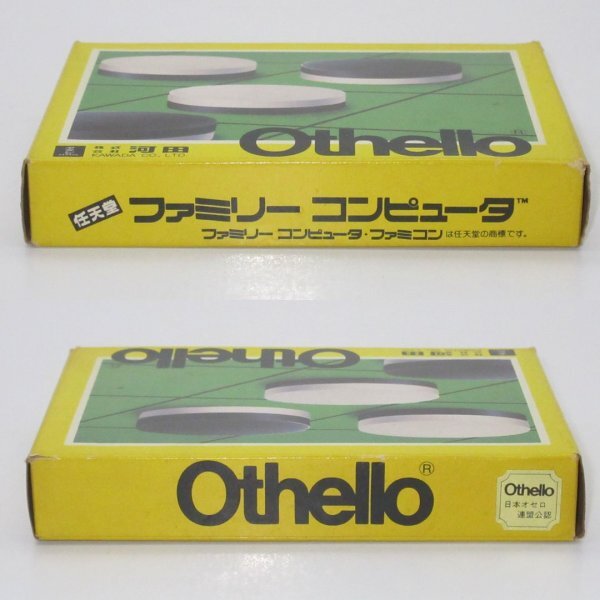 Othello
®
株式会社 河田
KAWADA CO., LTD.
任天堂 ファミリー コンピュータ™
ファミリー コンピュータ・ファミコン は任天堂の商標です。
Othello
河田
Othello®
Othello
日本オセロ
連盟公認